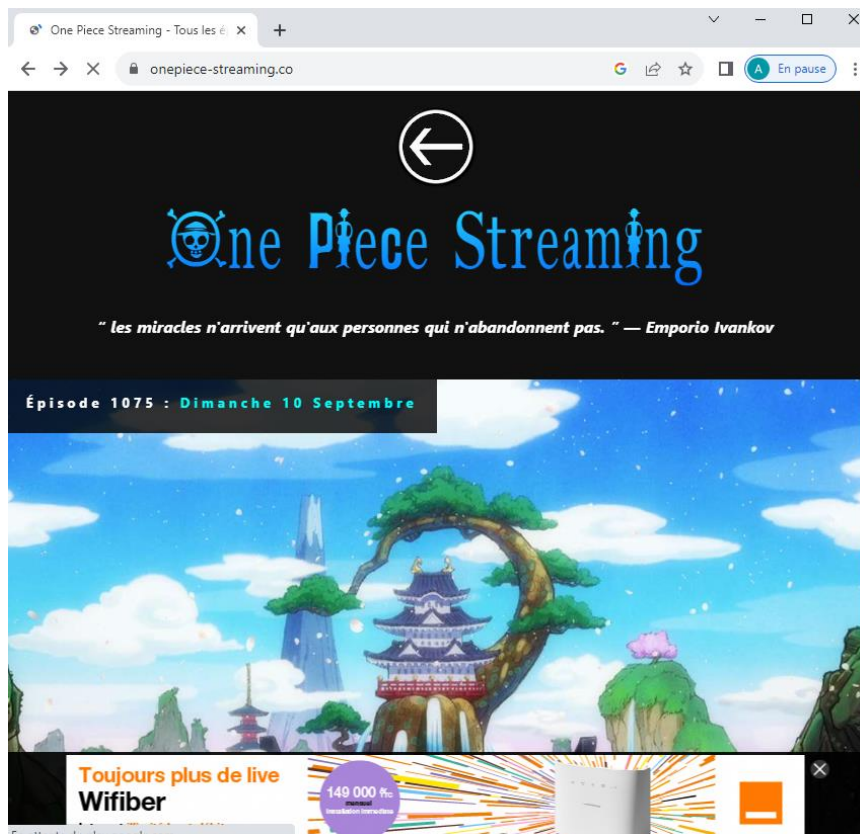 One Piece Streaming - Tous les é
onepiece-streaming.co
G
A En pause
One Piece Streaming
" les miracles n'arrivent qu'aux personnes qui n'abandonnent pas. " — Emporio Ivankov
Épisode 1075 : Dimanche 10 Septembre
Toujours plus de live
Wifiber
149 000
mensuel